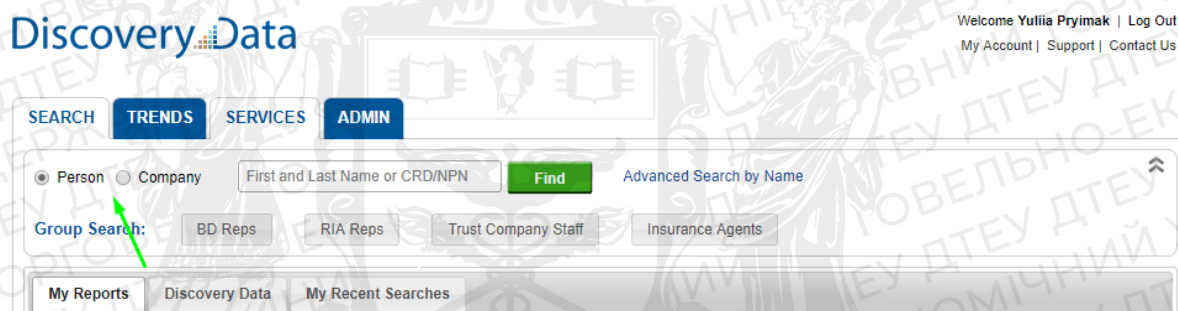 Discovery Data
Welcome Yuliia Pryimak | Log Out
My Account | Support | Contact Us
SEARCH TRENDS SERVICES ADMIN
Person Company First and Last Name or CRD/NPN Find Advanced Search by Name
Group Search: BD Reps RIA Reps Trust Company Staff Insurance Agents
My Reports Discovery Data My Recent Searches